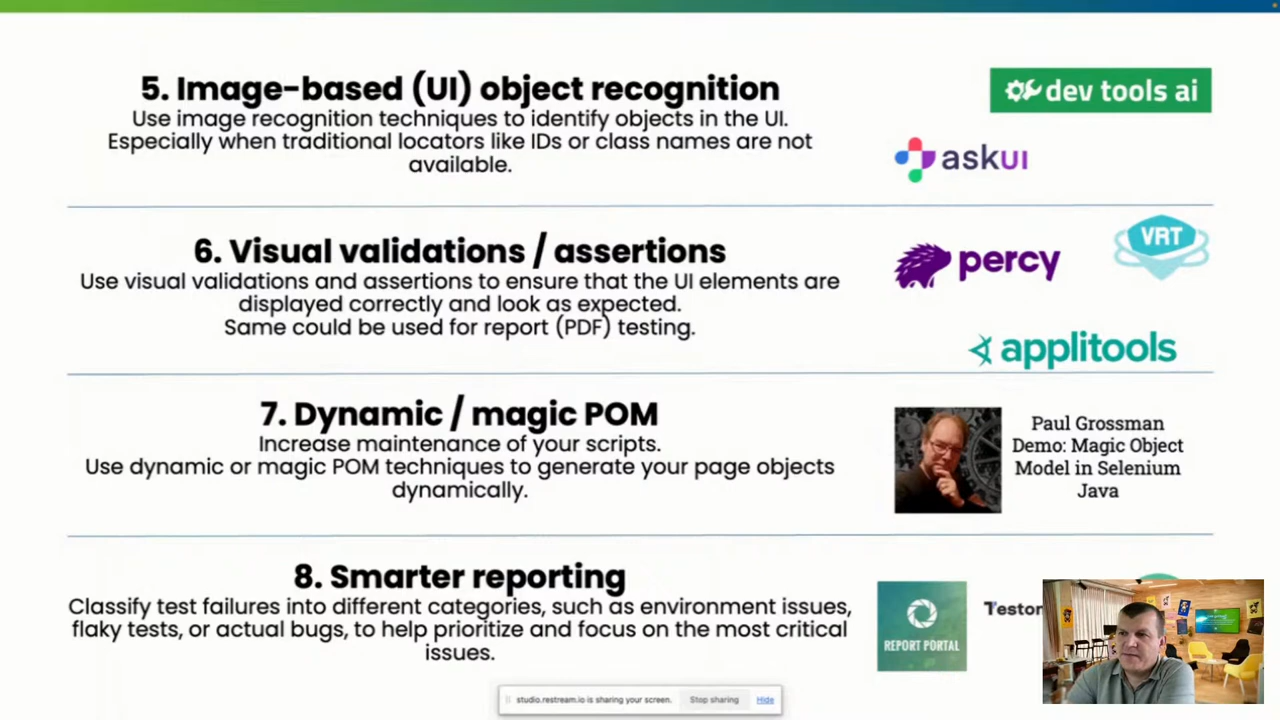 5. Image-based (UI) object recognition
Use image recognition techniques to identify objects in the UI.
Especially when traditional locators like IDs or class names are not
available.
dev tools ai
askUI
6. Visual validations / assertions
Use visual validations and assertions to ensure that the UI elements are
displayed correctly and look as expected.
Same could be used for report (PDF) testing.
percy
VRT
applitools
7. Dynamic / magic POM
Increase maintenance of your scripts.
Use dynamic or magic POM techniques to generate your page objects
dynamically.
Paul Grossman
Demo: Magic Object
Model in Selenium
Java
8. Smarter reporting
Classify test failures into different categories, such as environment issues,
flaky tests, or actual bugs, to help prioritize and focus on the most critical
issues.
REPORT PORTAL
Testor
studio.restream.io is sharing your screen.
Stop sharing
Hide